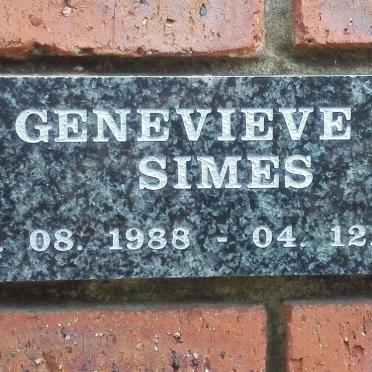 GENEVIEVE
SIMES
. 08. 1988 - 04. 12.